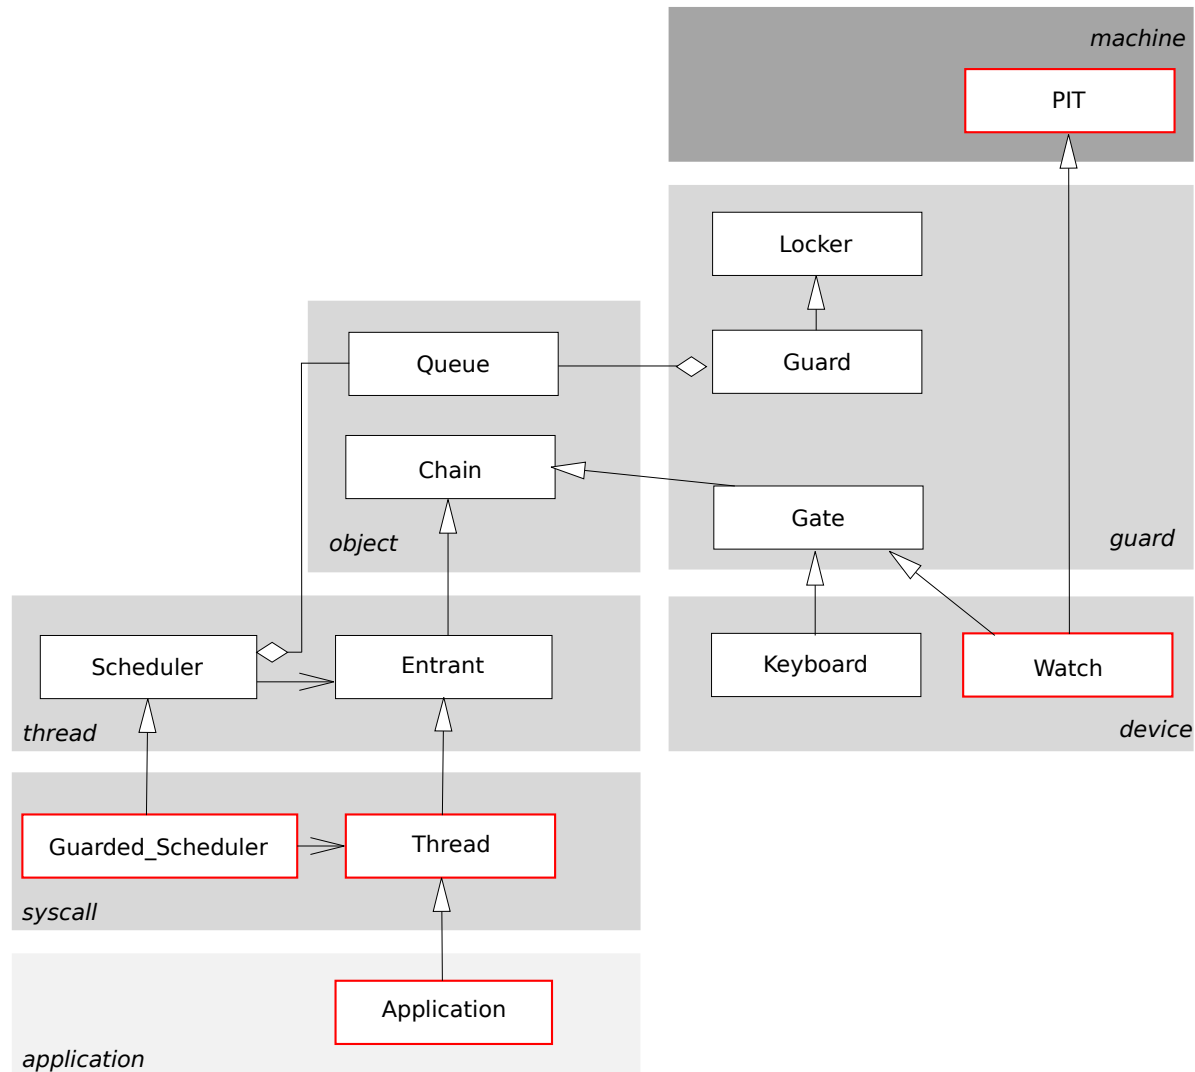 machine
PIT
Locker
Queue
Guard
Chain
Gate
object
guard
Scheduler
Entrant
Keyboard
Watch
thread
device
Guarded_Scheduler
Thread
syscall
Application
application